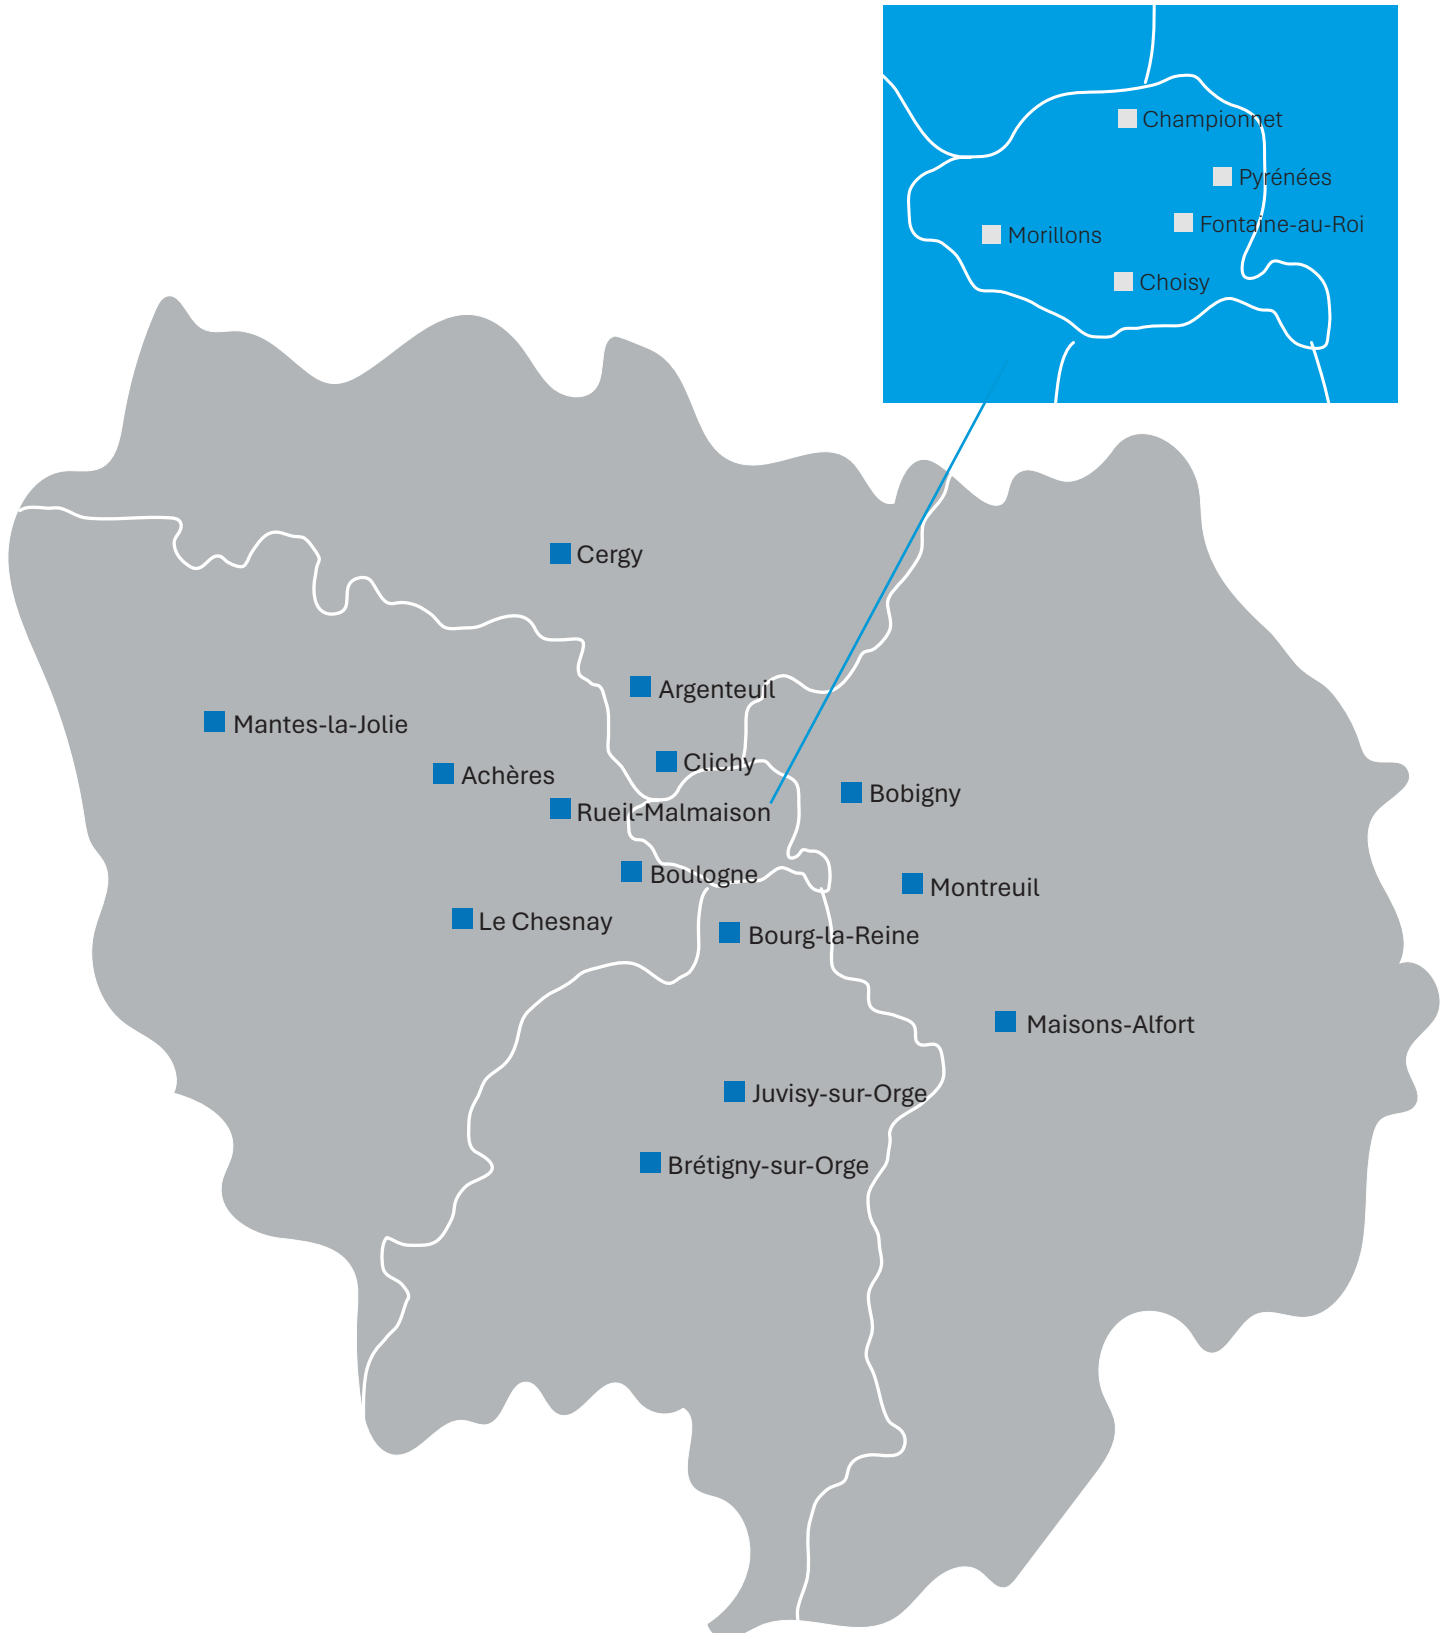 Championnet
Pyrénées
Fontaine-au-Roi
Morillons
Choisy
Cergy
Argenteuil
Mantes-la-Jolie
Clichy
Achères
Bobigny
Rueil-Malmaison
Boulogne
Montreuil
Le Chesnay
Bourg-la-Reine
Maisons-Alfort
Juvisy-sur-Orge
Brétigny-sur-Orge